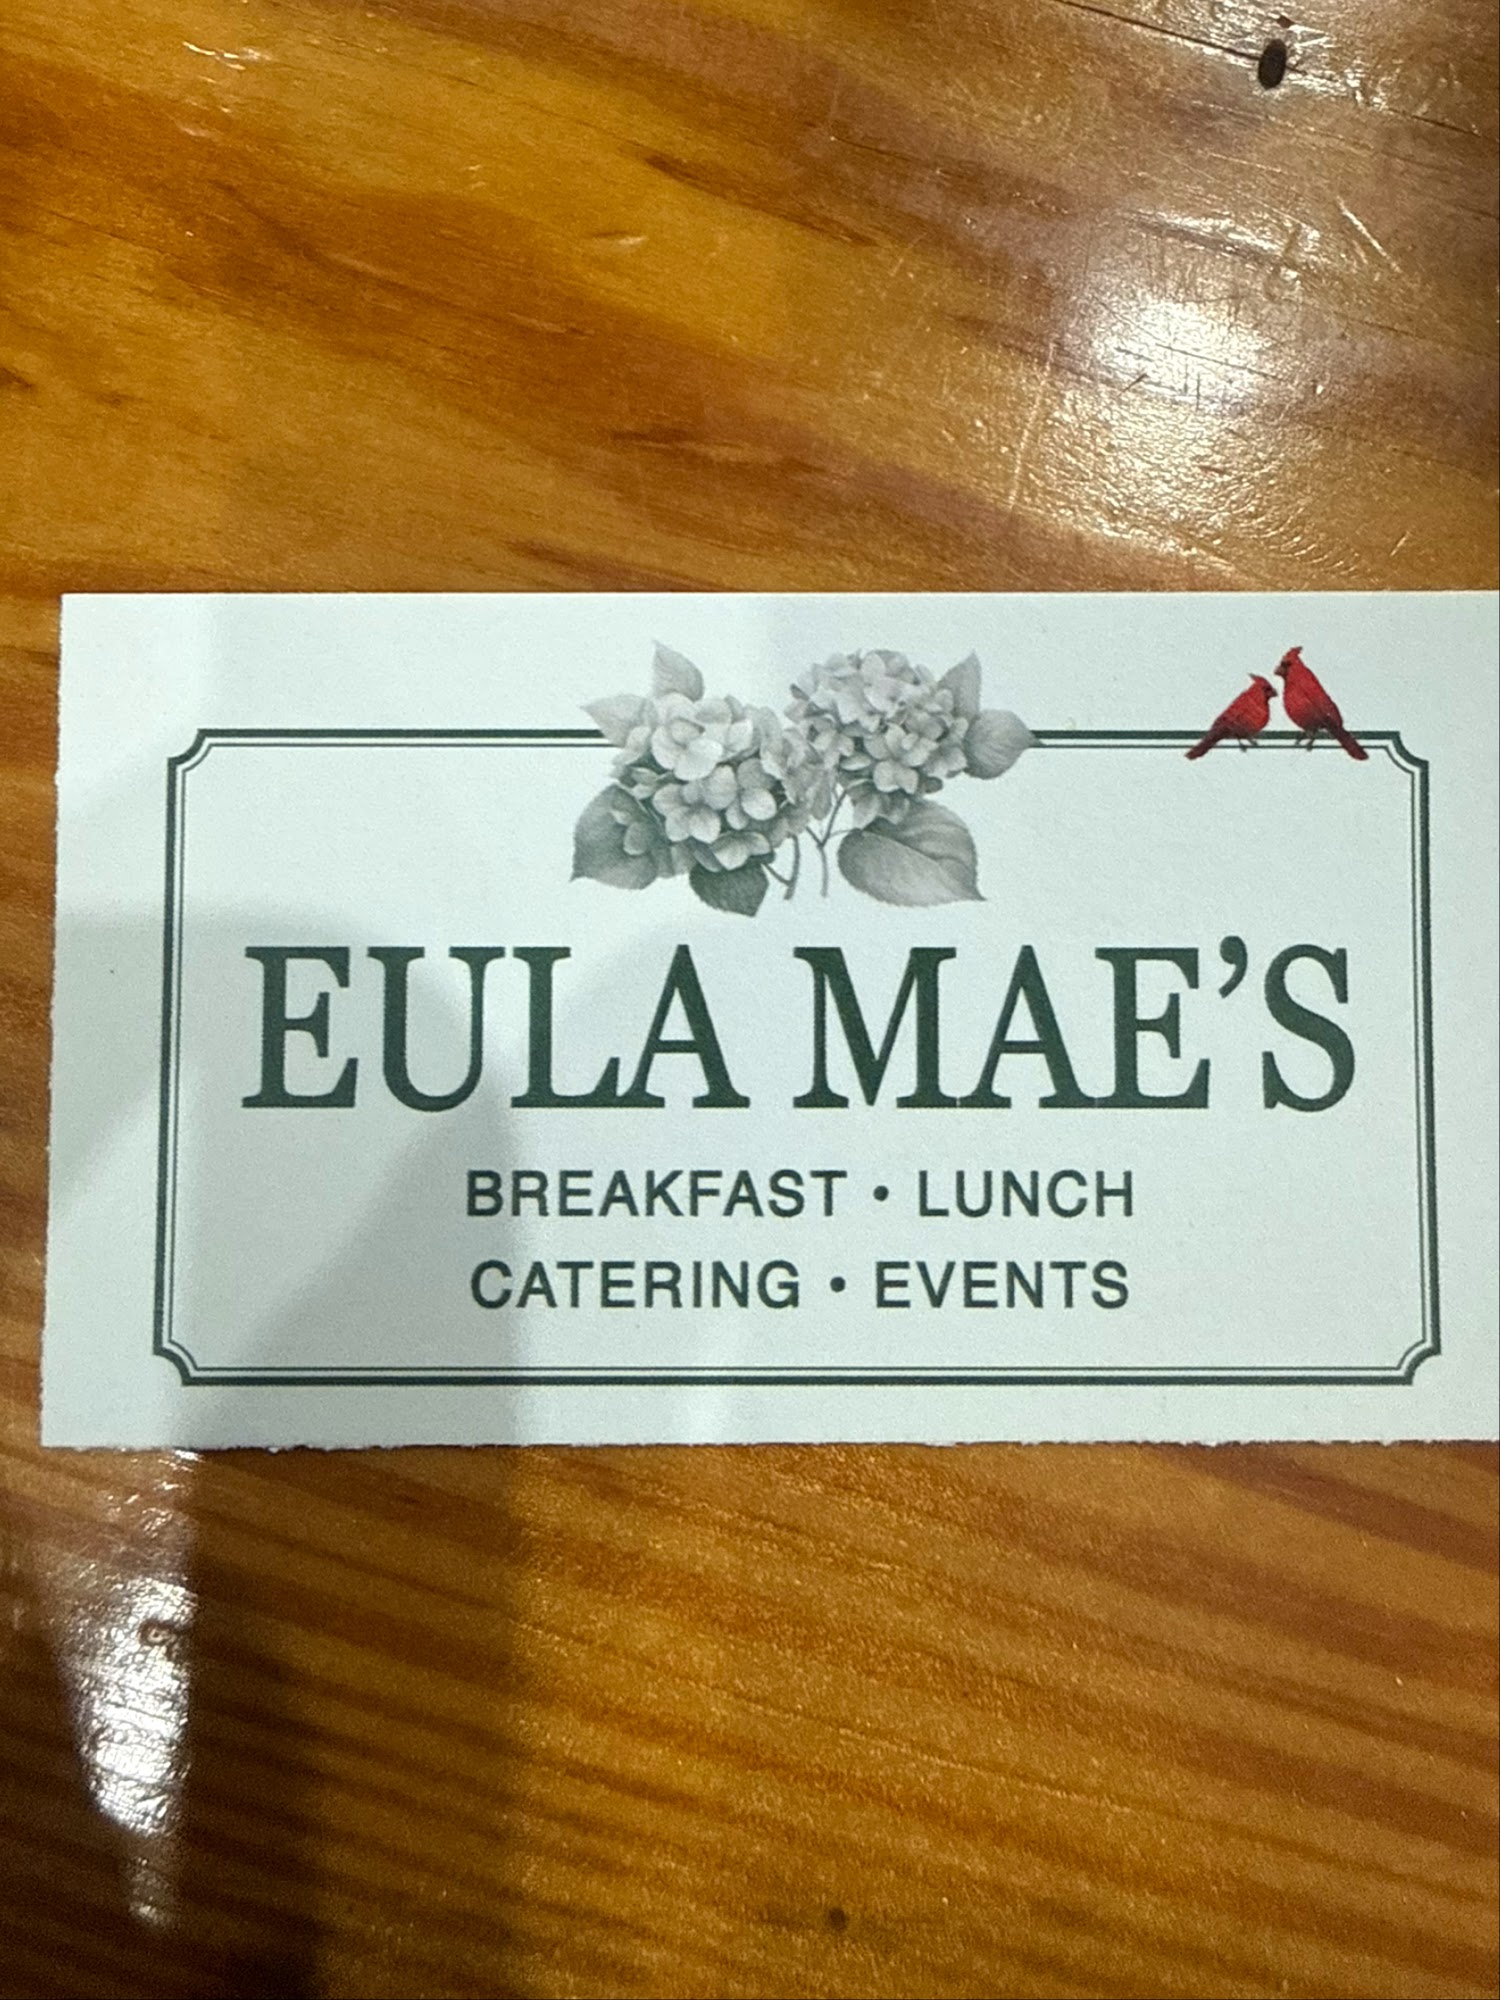 EULA MAE’S
BREAKFAST • LUNCH
CATERING • EVENTS